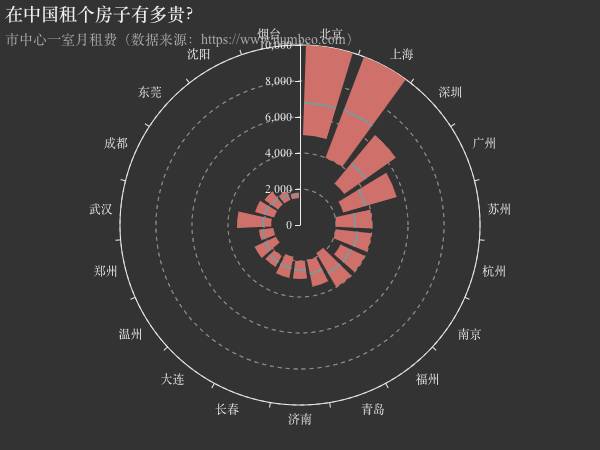 在中国租个房子有多贵?
市中心一室月租费（数据来源：https://www.numbeo.com）
烟台
北京
上海
深圳
广州
苏州
杭州
南京
福州
青岛
济南
长春
大连
温州
郑州
武汉
成都
东莞
沈阳
10,000
8,000
6,000
4,000
2,000
0